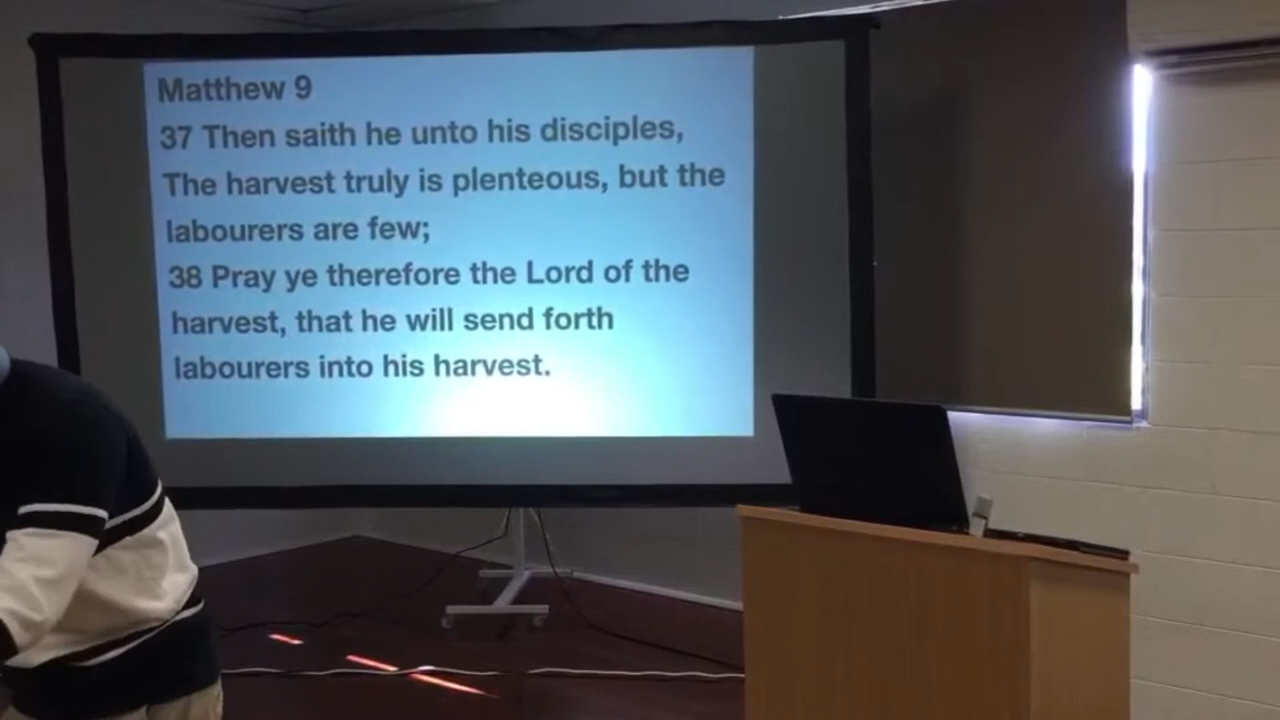 Matthew 9
37 Then saith he unto his disciples,
The harvest truly is plenteous, but the
labourers are few;
38 Pray ye therefore the Lord of the
harvest, that he will send forth
labourers into his harvest.